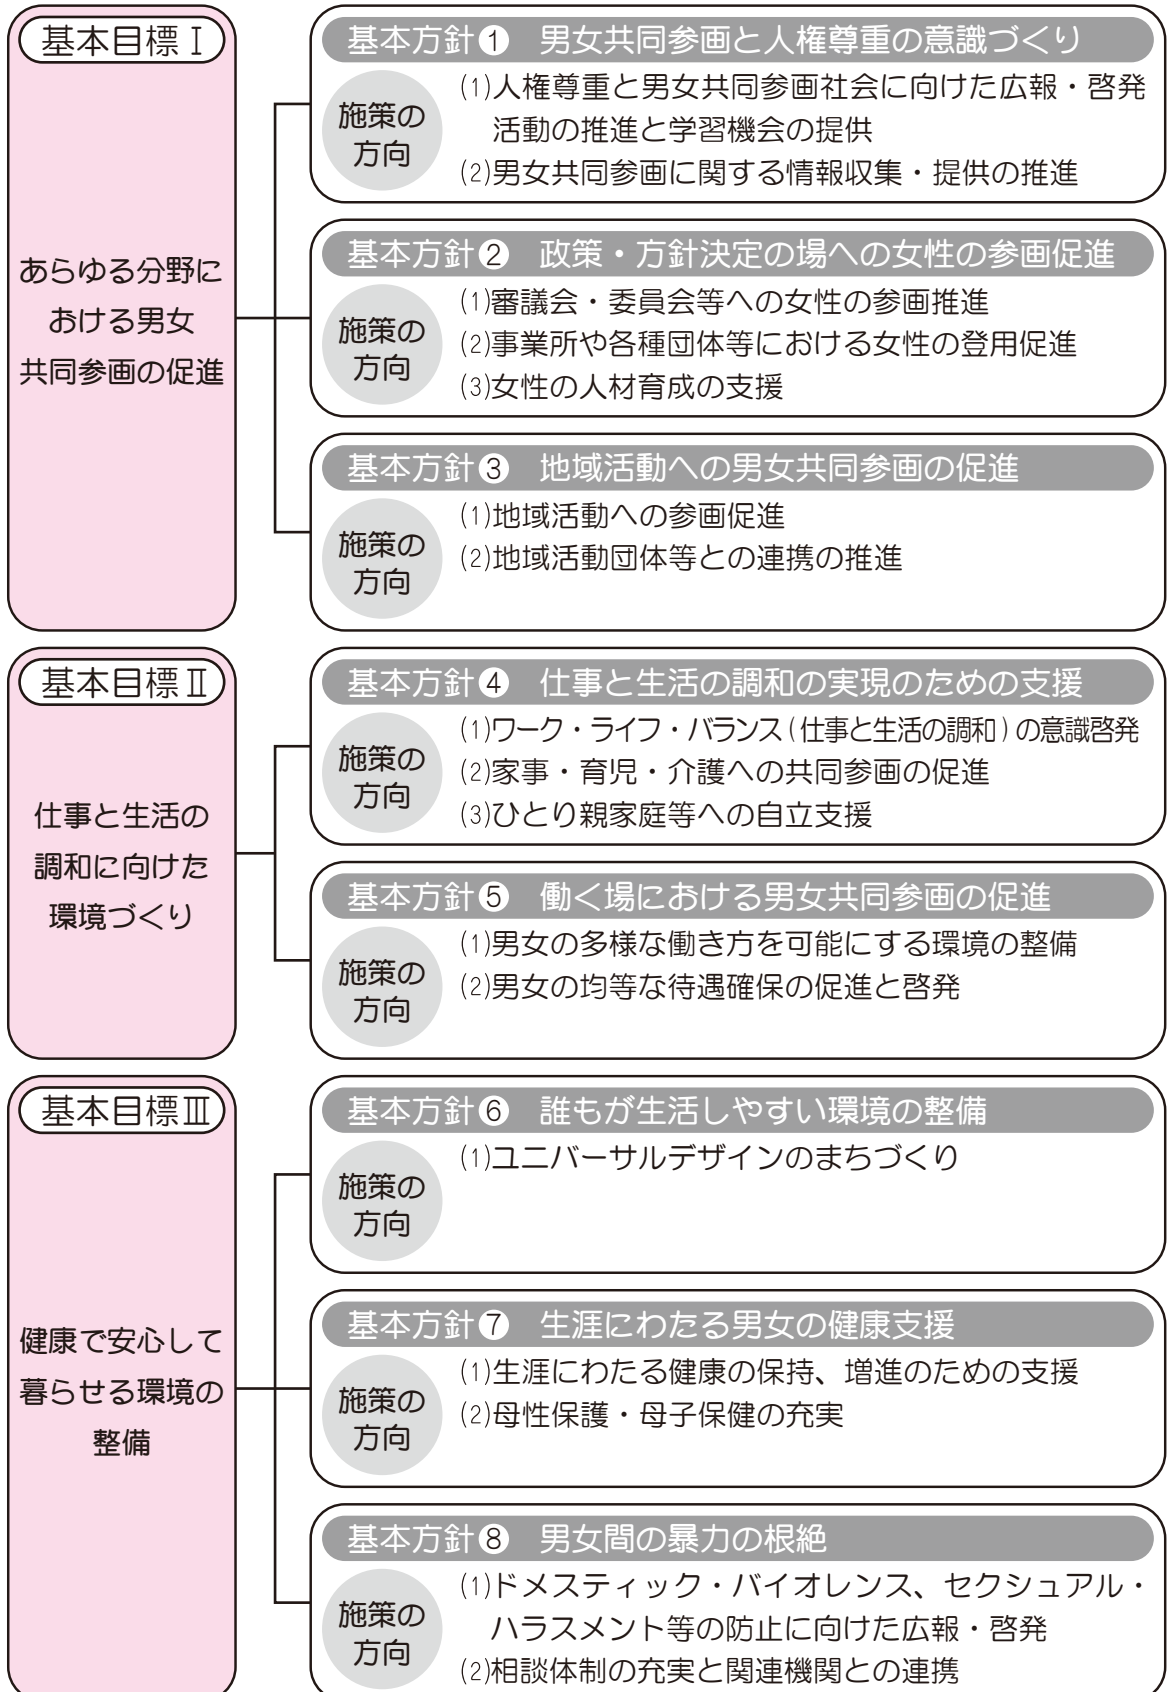 基本目標Ⅰ
あらゆる分野に
おける男女
共同参画の促進
基本方針❶ 男女共同参画と人権尊重の意識づくり
施策の
方向
⑴人権尊重と男女共同参画社会に向けた広報・啓発
活動の推進と学習機会の提供
⑵男女共同参画に関する情報収集・提供の推進
基本方針❷ 政策・方針決定の場への女性の参画促進
施策の
方向
⑴審議会・委員会等への女性の参画推進
⑵事業所や各種団体等における女性の登用促進
⑶女性の人材育成の支援
基本方針❸ 地域活動への男女共同参画の促進
施策の
方向
⑴地域活動への参画促進
⑵地域活動団体等との連携の推進
基本目標Ⅱ
仕事と生活の
調和に向けた
環境づくり
基本方針❹ 仕事と生活の調和の実現のための支援
施策の
方向
⑴ワーク・ライフ・バランス(仕事と生活の調和)の意識啓発
⑵家事・育児・介護への共同参画の促進
⑶ひとり親家庭等への自立支援
基本方針❺ 働く場における男女共同参画の促進
施策の
方向
⑴男女の多様な働き方を可能にする環境の整備
⑵男女の均等な待遇確保の促進と啓発
基本目標Ⅲ
健康で安心して
暮らせる環境の
整備
基本方針❻ 誰もが生活しやすい環境の整備
施策の
方向
⑴ユニバーサルデザインのまちづくり
基本方針❼ 生涯にわたる男女の健康支援
施策の
方向
⑴生涯にわたる健康の保持、増進のための支援
⑵母性保護・母子保健の充実
基本方針❽ 男女間の暴力の根絶
施策の
方向
⑴ドメスティック・バイオレンス、セクシュアル・
ハラスメント等の防止に向けた広報・啓発
⑵相談体制の充実と関連機関との連携